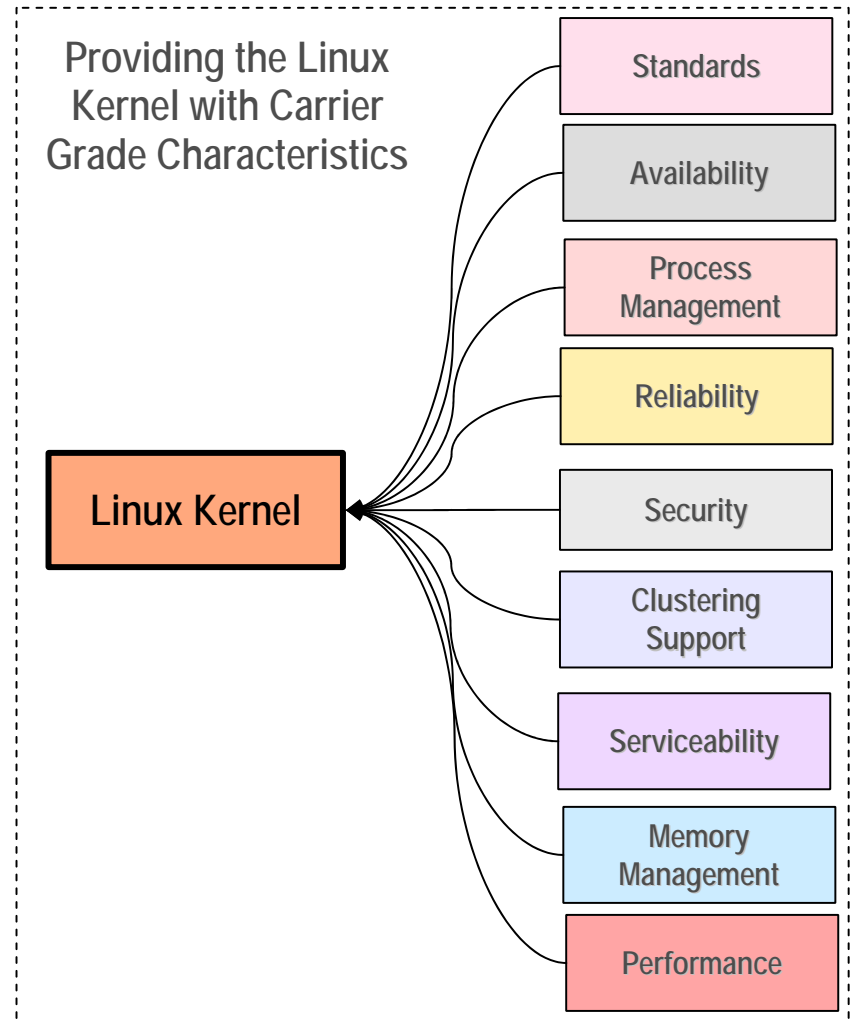 Providing the Linux
Kernel with Carrier
Grade Characteristics
Standards
Availability
Process
Management
Reliability
Linux Kernel
Security
Clustering
Support
Serviceability
Memory
Management
Performance